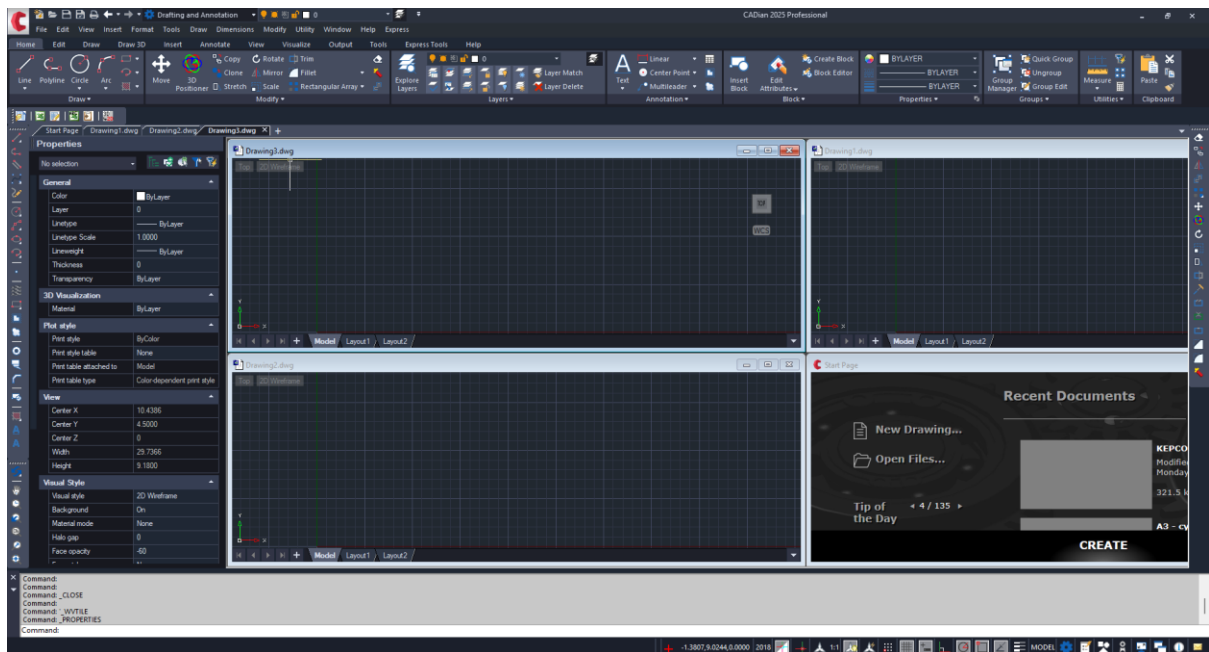 Drafting and Annotation
0
CADian 2025 Professional
File Edit View Insert Format Tools Draw Dimensions Modify Utility Window Help Express
Home Edit Draw Draw 3D Insert Annotate View Visualize Output Tools Express Tools Help
Copy Rotate Trim
0
Linear
Create Block
BYLAYER
Quick Group
Clone Mirror Fillet
Layer Match
Center Point
Block Editor
BYLAYER
Ungroup
Stretch Scale Rectangular Array
Layer Delete
Multileader
BYLAYER
Group Edit
Line Polyline Circle Arc Move 3D Positioner
Explore Layers
Text
Insert Block
Edit Attributes
Group Manager
Measure
Paste
Draw Modify Layers Annotation Block Properties Groups Utilities Clipboard
Start Page Drawing1.dwg Drawing2.dwg Drawing3.dwg X +
Properties
No selection
General
Color ByLayer
Layer 0
Linetype ByLayer
Linetype Scale 1.0000
Lineweight ByLayer
Thickness 0
Transparency ByLayer
3D Visualization
Material ByLayer
Plot style
Print style ByColor
Print style table None
Print table attached to Model
Print table type Color-dependent print style
View
Center X 10.4386
Center Y 4.5000
Center Z 0
Width 29.7366
Height 9.1800
Visual Style
Visual style 2D Wireframe
Background On
Material mode None
Halo gap 0
Face opacity -60
Drawing3.dwg
Top 2D Wireframe
WCS
Y
X
Model Layout1 Layout2
Drawing1.dwg
Top 2D Wireframe
Y
X
Model Layout1 Layout2
Drawing2.dwg
Top 2D Wireframe
Y
X
Model Layout1 Layout2
Start Page
Recent Documents
New Drawing...
Open Files...
KEPCO
Modifie
Monday
321.5 k
Tip of
the Day
4 / 135
A3 - cy
CREATE
Command:
Command:
Command: _CLOSE
Command:
Command: '_WVTILE
Command: _PROPERTIES
Command:
-1.3807,9.0244,0.0000 2018 1:1 MODEL